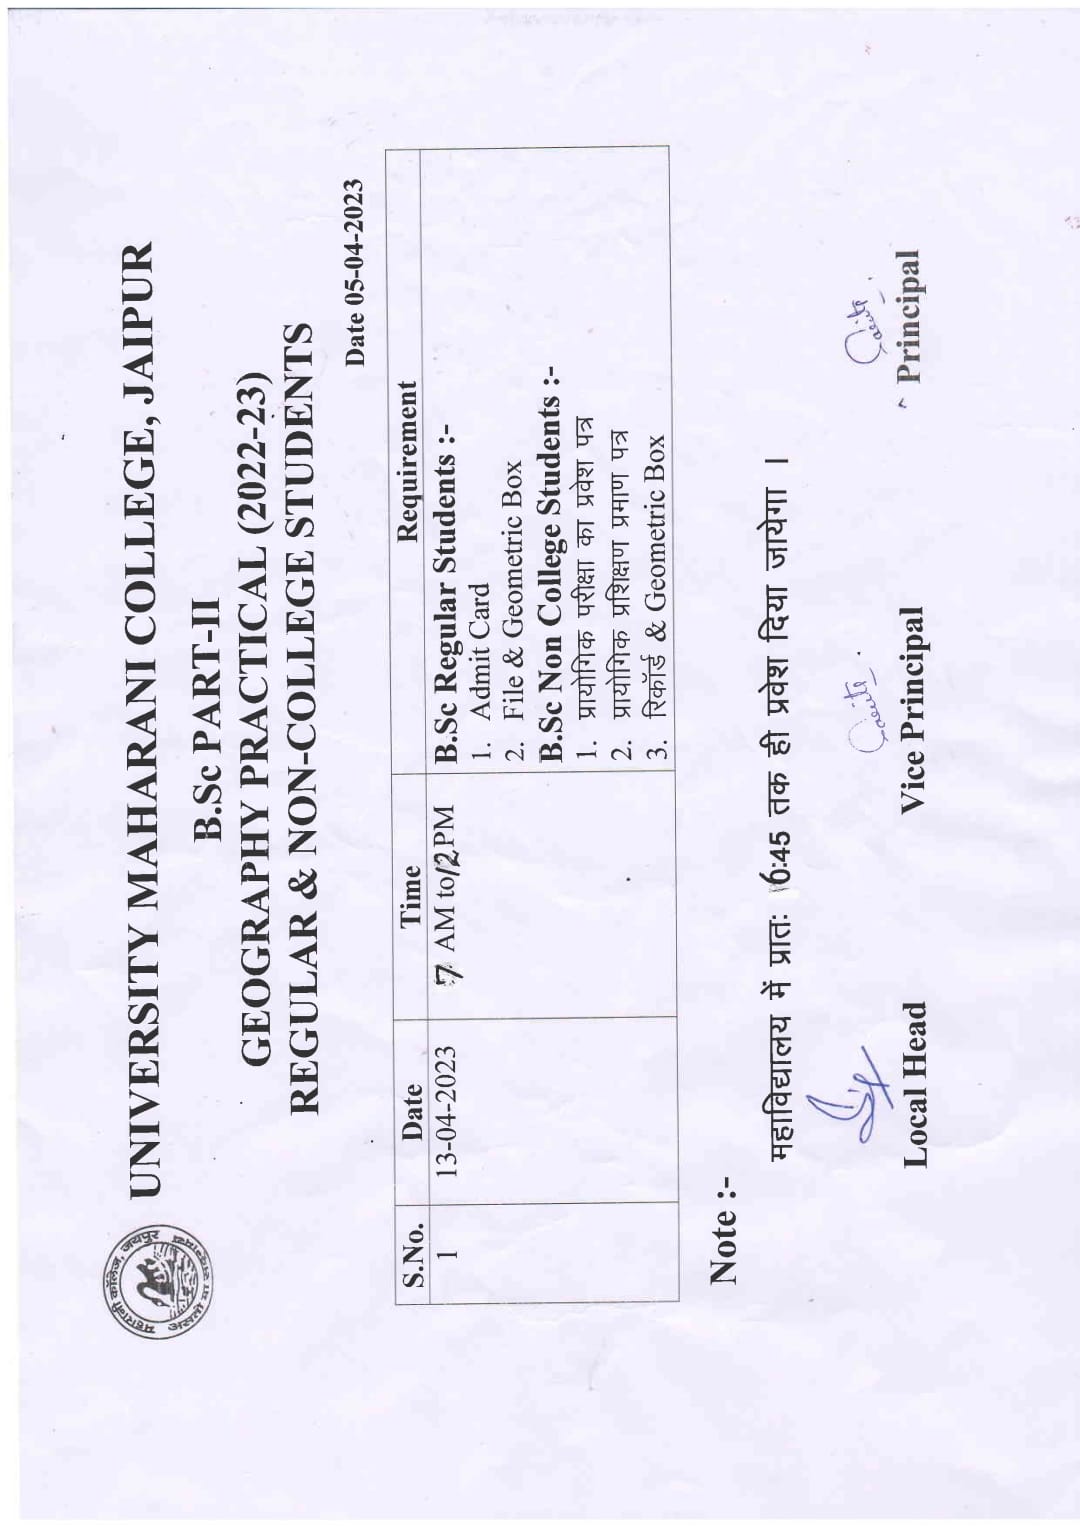 महारानी कॉलेज, जयपुर
UNIVERSITY MAHARANI COLLEGE, JAIPUR
B.Sc PART-II
GEOGRAPHY PRACTICAL (2022-23)
REGULAR & NON-COLLEGE STUDENTS
Date 05-04-2023
S.No. Date Time Requirement
1 13-04-2023 7 AM to 12 PM B.Sc Regular Students :-
1. Admit Card
2. File & Geometric Box
B.Sc Non College Students :-
1. प्रायोगिक परीक्षा का प्रवेश पत्र
2. प्रायोगिक प्रशिक्षण प्रमाण पत्र
3. रिकॉर्ड & Geometric Box
Note :-
महाविद्यालय में प्रातः 6:45 तक ही प्रवेश दिया जायेगा ।
Local Head Vice Principal Principal